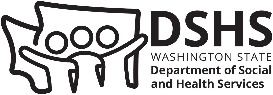 DSHS
WASHINGTON STATE
Department of Social
and Health Services